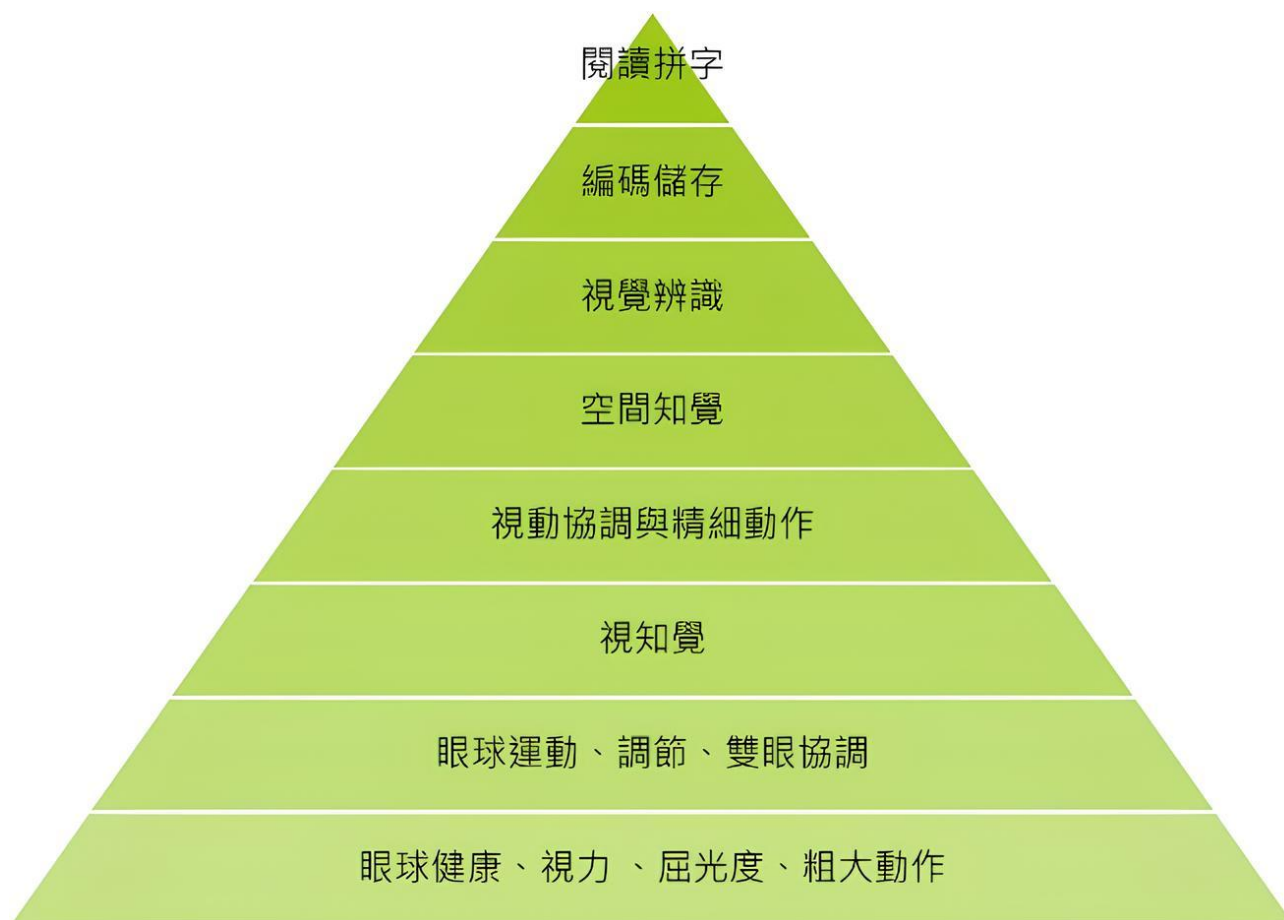 閱讀拼字
編碼儲存
視覺辨識
空間知覺
視動協調與精細動作
視知覺
眼球運動、調節、雙眼協調
眼球健康、視力、屈光度、粗大動作